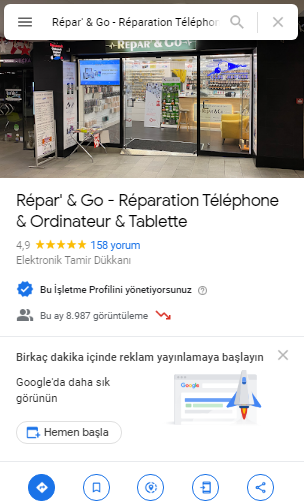 Répar' & Go - Réparation Téléphon
Répar' & Go
Répar' & Go - Réparation Téléphone
& Ordinateur & Tablette
4,9 158 yorum
Elektronik Tamir Dükkanı
Bu İşletme Profilini yönetiyorsunuz
Bu ay 8.987 görüntüleme
Birkaç dakika içinde reklam yayınlamaya başlayın
Google'da daha sık
görünün
Google
Hemen başla